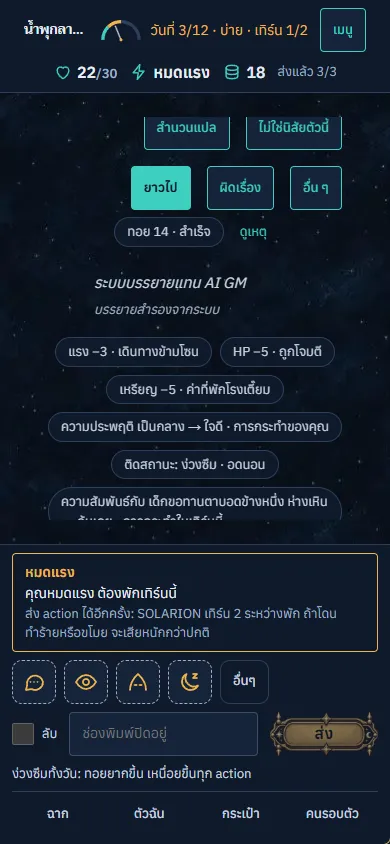 น้ำพุกลา... วันที่ 3/12 · บ่าย · เทิร์น 1/2 เมนู
22/30 หมดแรง 18 ส่งแล้ว 3/3
สำนวนแปล ไม่ใช่นิสัยตัวนี้
ยาวไป ผิดเรื่อง อื่น ๆ
ทอย 14 · สำเร็จ ดูเหตุ
ระบบบรรยายแทน AI GM
บรรยายสำรองจากระบบ
แรง −3 · เดินทางข้ามโซน HP −5 · ถูกโจมตี
เหรียญ −5 · ค่าที่พักโรงเตี๊ยม
ความประพฤติ เป็นกลาง → ใจดี · การกระทำของคุณ
ติดสถานะ: ง่วงซึม · อดนอน
ความสัมพันธ์กับ เด็กขอทานตาบอดข้างหนึ่ง ห่างเหิน
หมดแรง
คุณหมดแรง ต้องพักเทิร์นนี้
ส่ง action ได้อีกครั้ง: SOLARION เทิร์น 2 ระหว่างพัก ถ้าโดน
ทำร้ายหรือขโมย จะเสียหนักกว่าปกติ
อื่นๆ
ลับ ช่องพิมพ์ปิดอยู่ ส่ง
ง่วงซึมทั้งวัน: ทอยยากขึ้น เหนื่อยขึ้นทุก action
ฉาก ตัวฉัน กระเป๋า คนรอบตัว